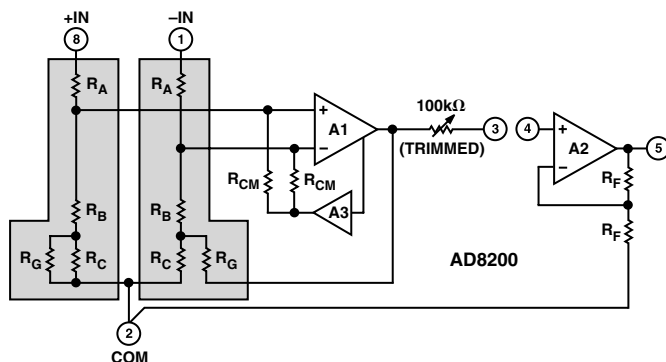 +IN
–IN
8
1
RA
RA
100kΩ
+
A1
–
3
4
+
A2
–
5
(TRIMMED)
RCM
RCM
A3
RF
RB
RB
RF
RG
RC
RC
RG
AD8200
2
COM